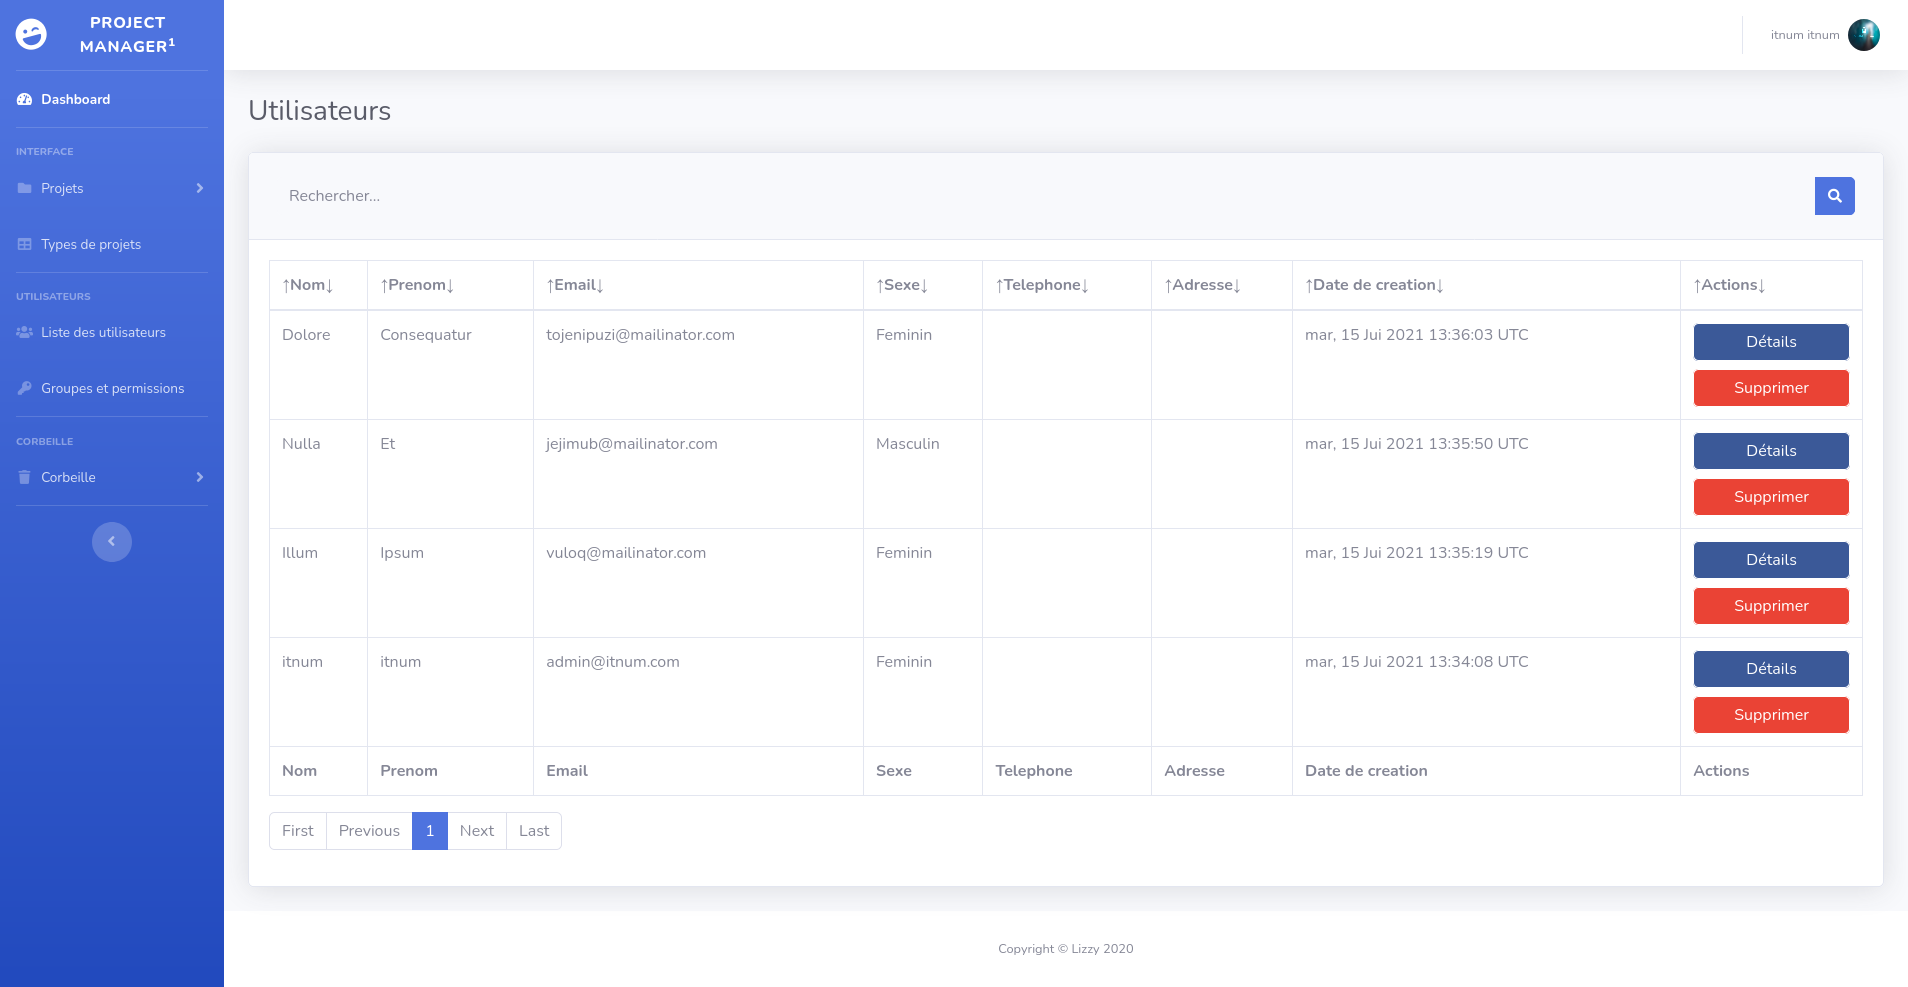 PROJECT
MANAGER1
itnum itnum
Dashboard
INTERFACE
Projets
Types de projets
UTILISATEURS
Liste des utilisateurs
Groupes et permissions
CORBEILLE
Corbeille
Utilisateurs
Rechercher...
↑Nom↓ ↑Prenom↓ ↑Email↓ ↑Sexe↓ ↑Telephone↓ ↑Adresse↓ ↑Date de creation↓ ↑Actions↓
Dolore Consequatur tojenipuzi@mailinator.com Feminin mar, 15 Jui 2021 13:36:03 UTC Détails
Supprimer
Nulla Et jejimub@mailinator.com Masculin mar, 15 Jui 2021 13:35:50 UTC Détails
Supprimer
Illum Ipsum vuloq@mailinator.com Feminin mar, 15 Jui 2021 13:35:19 UTC Détails
Supprimer
itnum itnum admin@itnum.com Feminin mar, 15 Jui 2021 13:34:08 UTC Détails
Supprimer
Nom Prenom Email Sexe Telephone Adresse Date de creation Actions
First Previous 1 Next Last
Copyright © Lizzy 2020